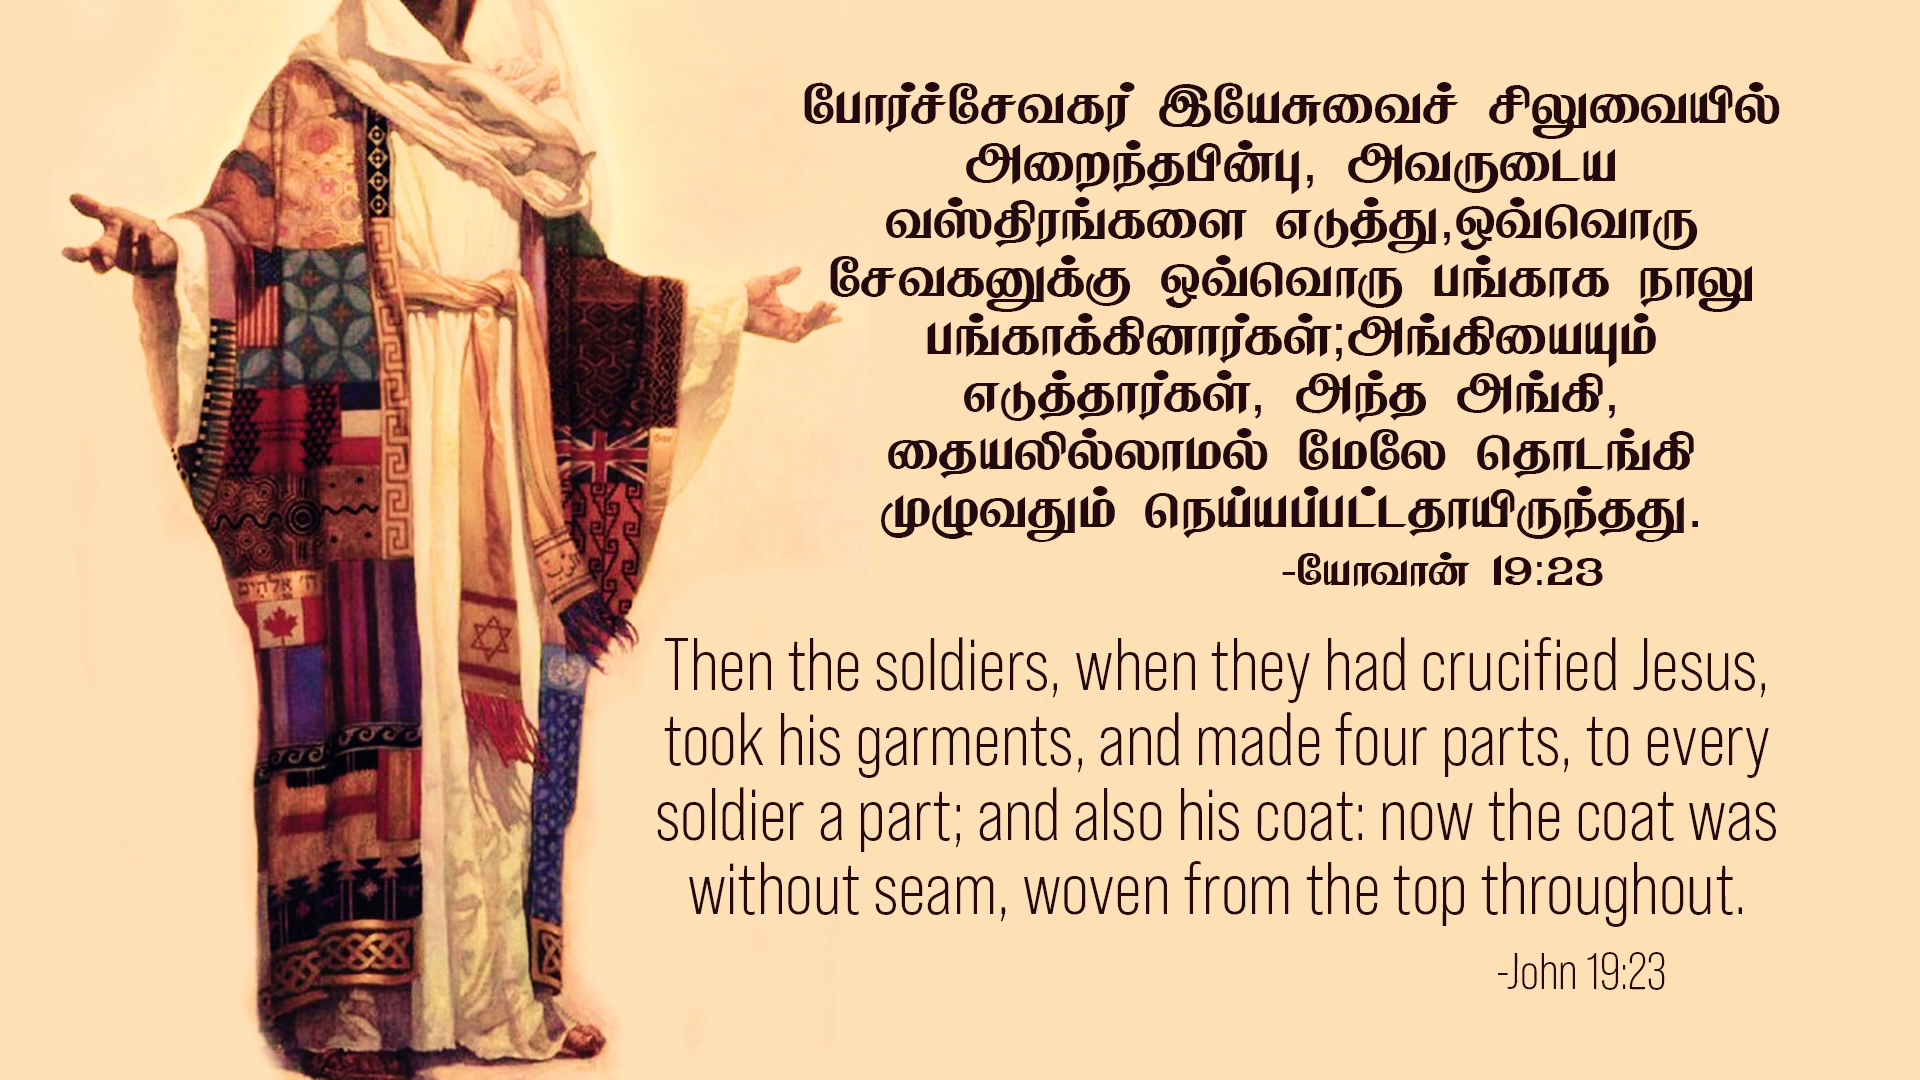 போர்ச்சேவகர் இயேசுவைச் சிலுவையில்
அறைந்தபின்பு, அவருடைய
வஸ்திரங்களை எடுத்து,ஒவ்வொரு
சேவகனுக்கு ஒவ்வொரு பங்காக நாலு
பங்காக்கினார்கள்;அங்கியையும்
எடுத்தார்கள், அந்த அங்கி,
தையலில்லாமல் மேலே தொடங்கி
முழுவதும் நெய்யப்பட்டதாயிருந்தது.
-யோவான் 19:23
Then the soldiers, when they had crucified Jesus,
took his garments, and made four parts, to every
soldier a part; and also his coat: now the coat was
without seam, woven from the top throughout.
-John 19:23
ה' אלהים